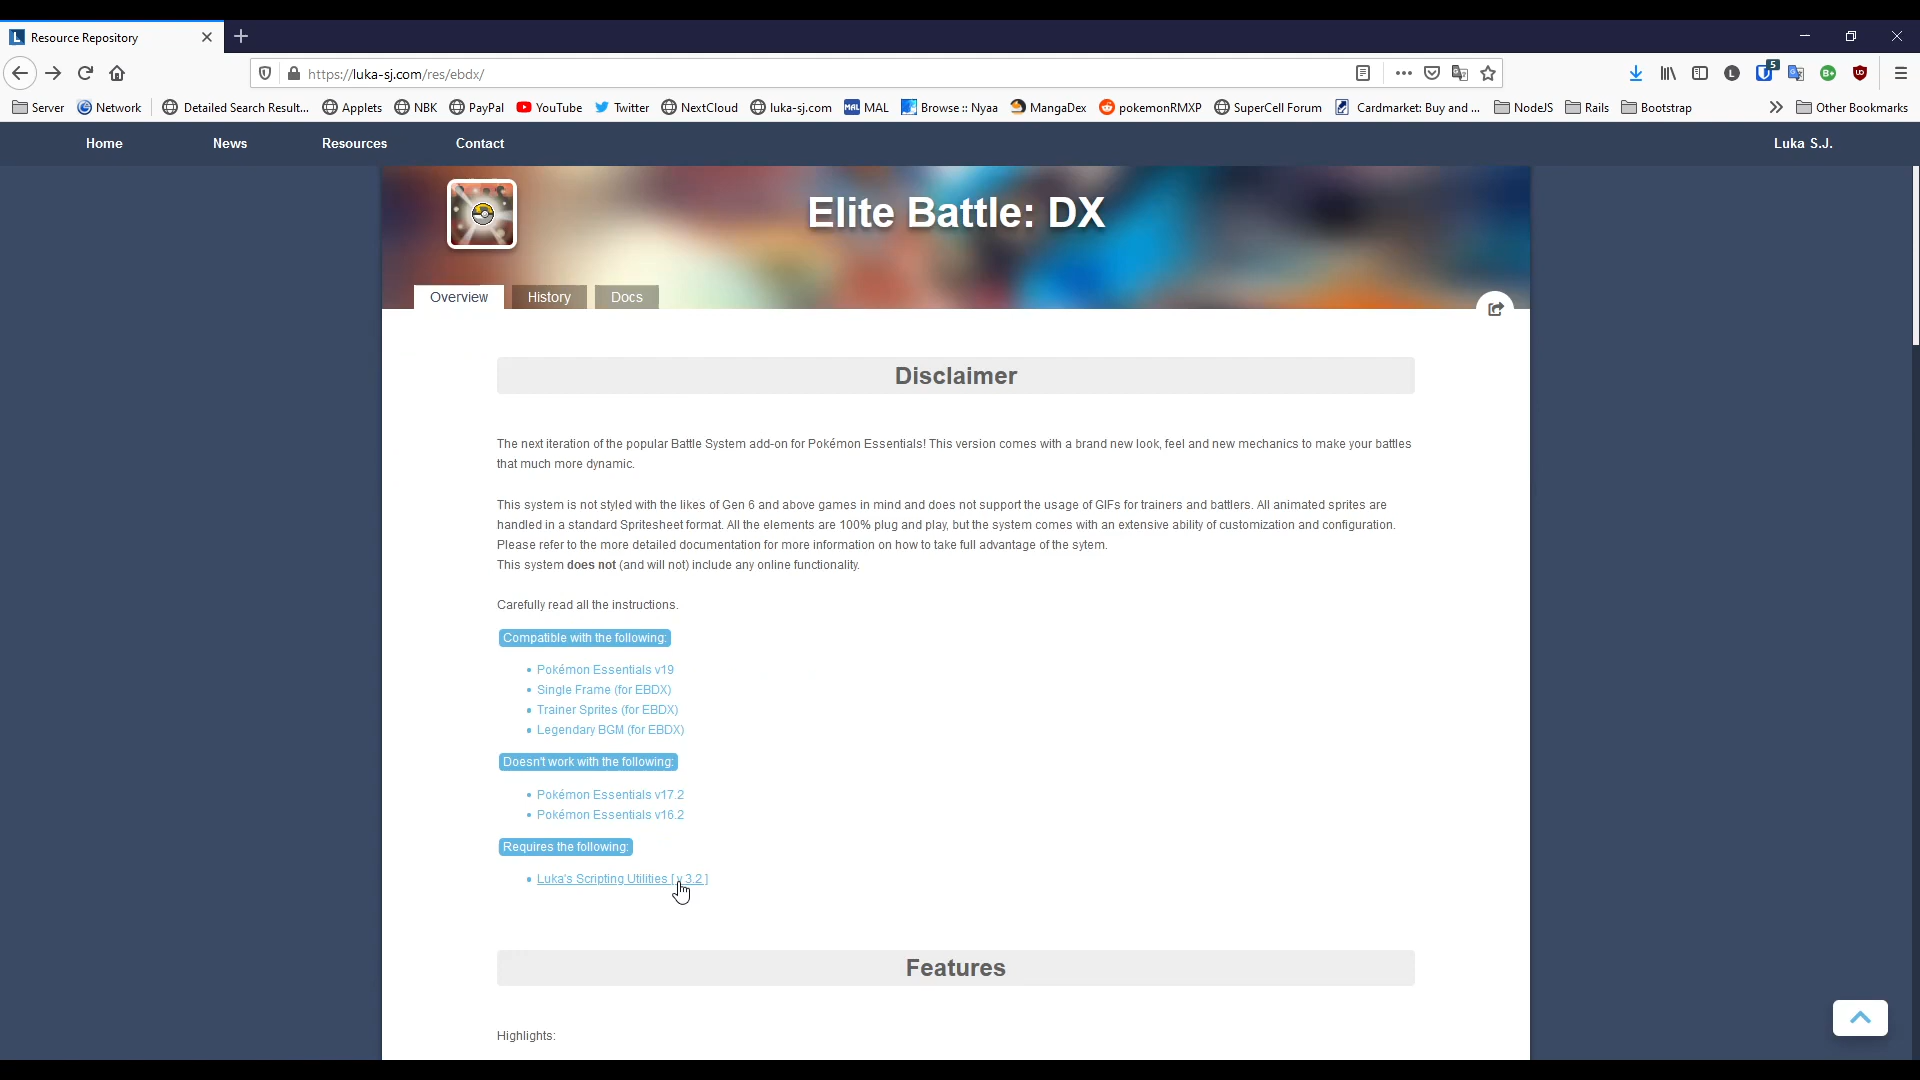 Resource Repository
https://luka-sj.com/res/ebdx/
5
Server Network Detailed Search Result... Applets NBK PayPal YouTube Twitter NextCloud luka-sj.com MAL MAL Browse :: Nyaa MangaDex pokemonRMXP SuperCell Forum Cardmarket: Buy and ... NodeJS Rails Bootstrap Other Bookmarks
Home News Resources Contact Luka S.J.
Elite Battle: DX
Overview History Docs
Disclaimer
The next iteration of the popular Battle System add-on for Pokémon Essentials! This version comes with a brand new look, feel and new mechanics to make your battles
that much more dynamic.
This system is not styled with the likes of Gen 6 and above games in mind and does not support the usage of GIFs for trainers and battlers. All animated sprites are
handled in a standard Spritesheet format. All the elements are 100% plug and play, but the system comes with an extensive ability of customization and configuration.
Please refer to the more detailed documentation for more information on how to take full advantage of the sytem.
This system does not (and will not) include any online functionality.
Carefully read all the instructions.
Compatible with the following:
• Pokémon Essentials v19
• Single Frame (for EBDX)
• Trainer Sprites (for EBDX)
• Legendary BGM (for EBDX)
Doesn't work with the following:
• Pokémon Essentials v17.2
• Pokémon Essentials v16.2
Requires the following:
• Luka's Scripting Utilities [ v 3.2 ]
Features
Highlights: